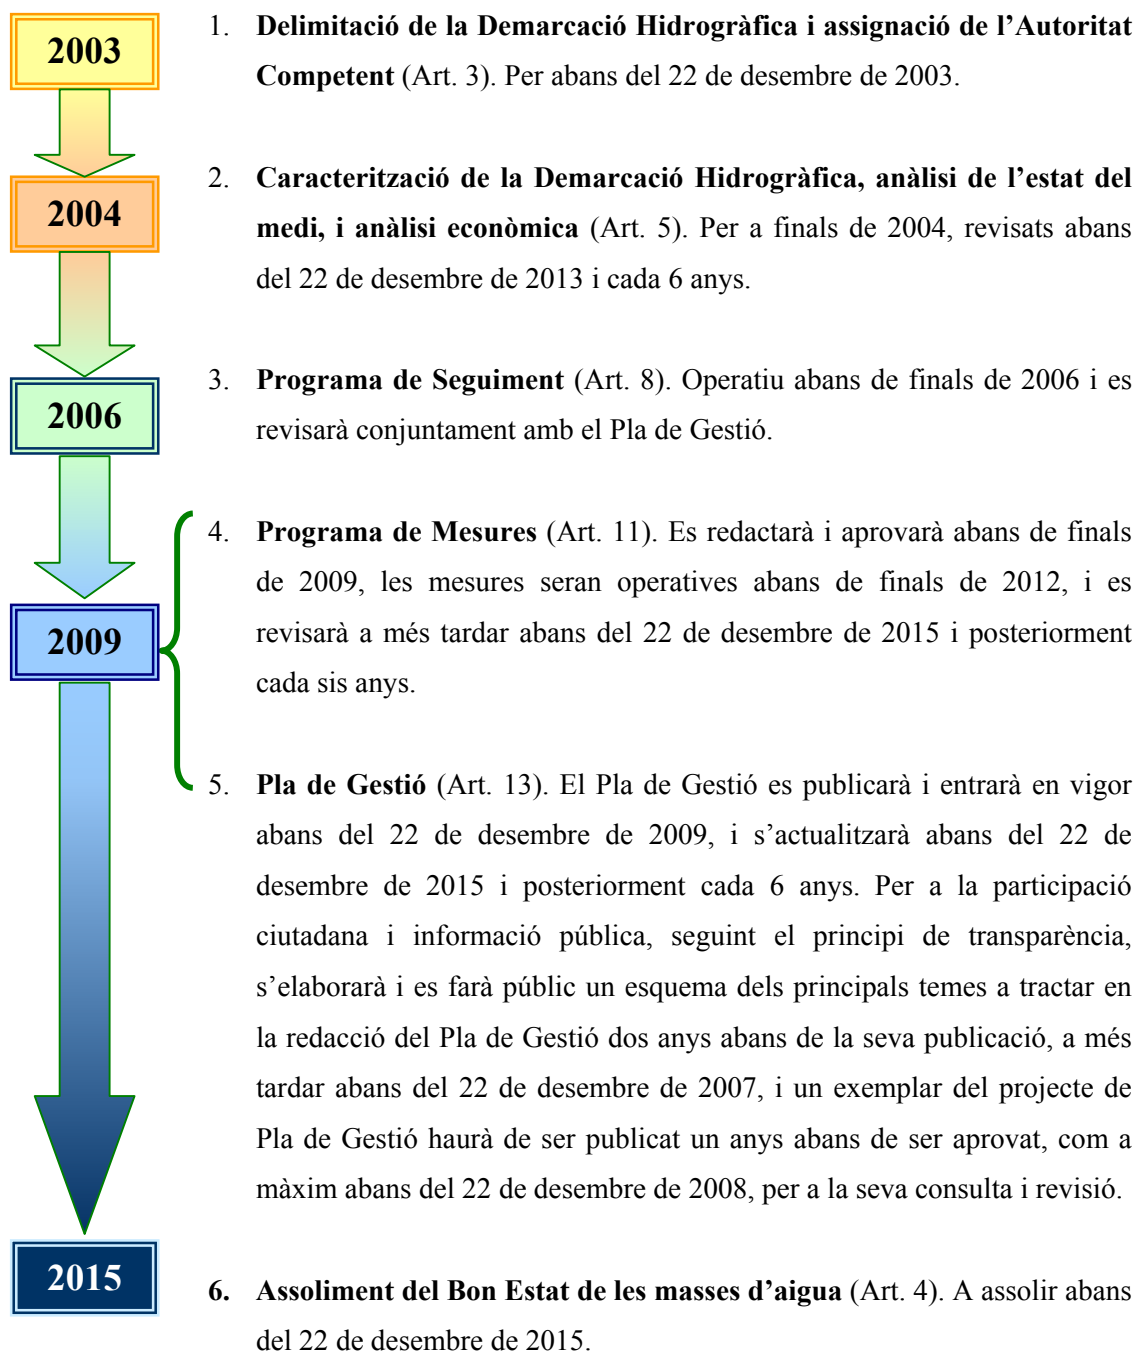 2003
1. Delimitació de la Demarcació Hidrogràfica i assignació de l’Autoritat
Competent (Art. 3). Per abans del 22 de desembre de 2003.
2004
2. Caracterització de la Demarcació Hidrogràfica, anàlisi de l’estat del
medi, i anàlisi econòmica (Art. 5). Per a finals de 2004, revisats abans
del 22 de desembre de 2013 i cada 6 anys.
2006
3. Programa de Seguiment (Art. 8). Operatiu abans de finals de 2006 i es
revisarà conjuntament amb el Pla de Gestió.
2009
4. Programa de Mesures (Art. 11). Es redactarà i aprovarà abans de finals
de 2009, les mesures seran operatives abans de finals de 2012, i es
revisarà a més tardar abans del 22 de desembre de 2015 i posteriorment
cada sis anys.
5. Pla de Gestió (Art. 13). El Pla de Gestió es publicarà i entrarà en vigor
abans del 22 de desembre de 2009, i s’actualitzarà abans del 22 de
desembre de 2015 i posteriorment cada 6 anys. Per a la participació
ciutadana i informació pública, seguint el principi de transparència,
s’elaborarà i es farà públic un esquema dels principals temes a tractar en
la redacció del Pla de Gestió dos anys abans de la seva publicació, a més
tardar abans del 22 de desembre de 2007, i un exemplar del projecte de
Pla de Gestió haurà de ser publicat un anys abans de ser aprovat, com a
màxim abans del 22 de desembre de 2008, per a la seva consulta i revisió.
2015
6. Assoliment del Bon Estat de les masses d’aigua (Art. 4). A assolir abans
del 22 de desembre de 2015.